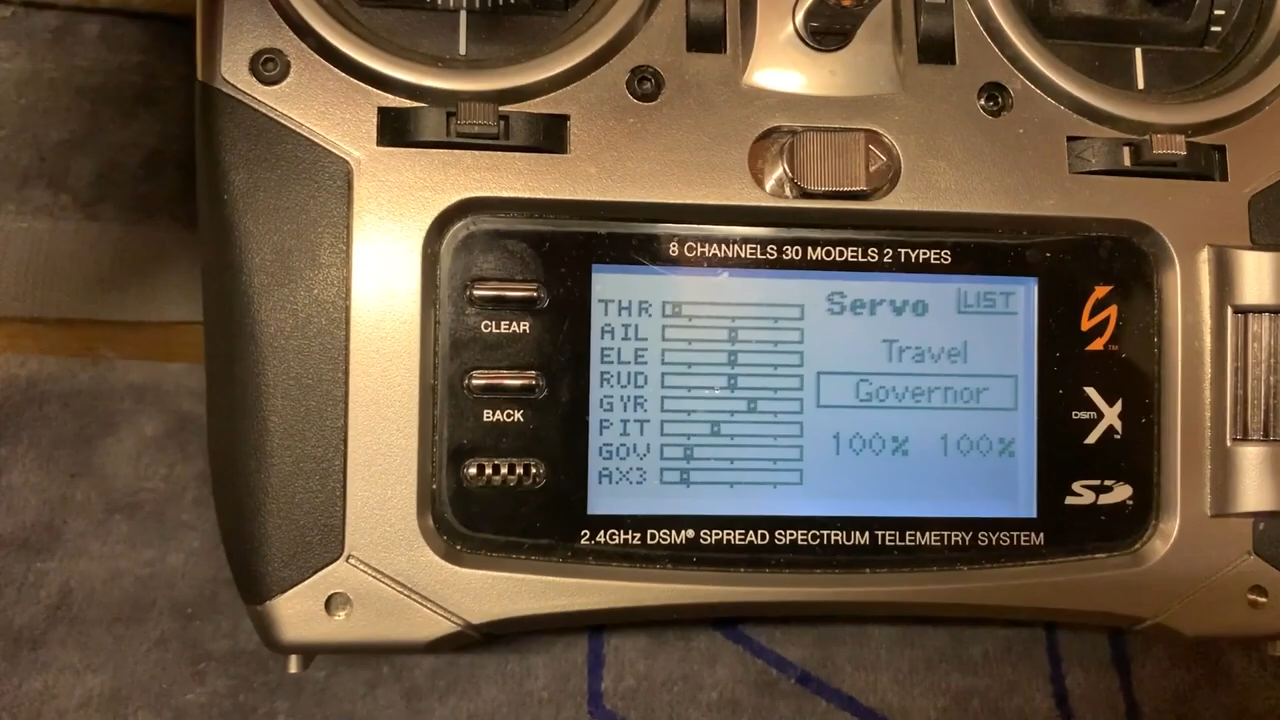 8 CHANNELS 30 MODELS 2 TYPES
CLEAR
BACK
THR
AIL
ELE
RUD
GYR
PIT
GOV
AX3
Servo LIST
Travel
Governor
100% 100%
DSM X
SD
2.4GHz DSM® SPREAD SPECTRUM TELEMETRY SYSTEM